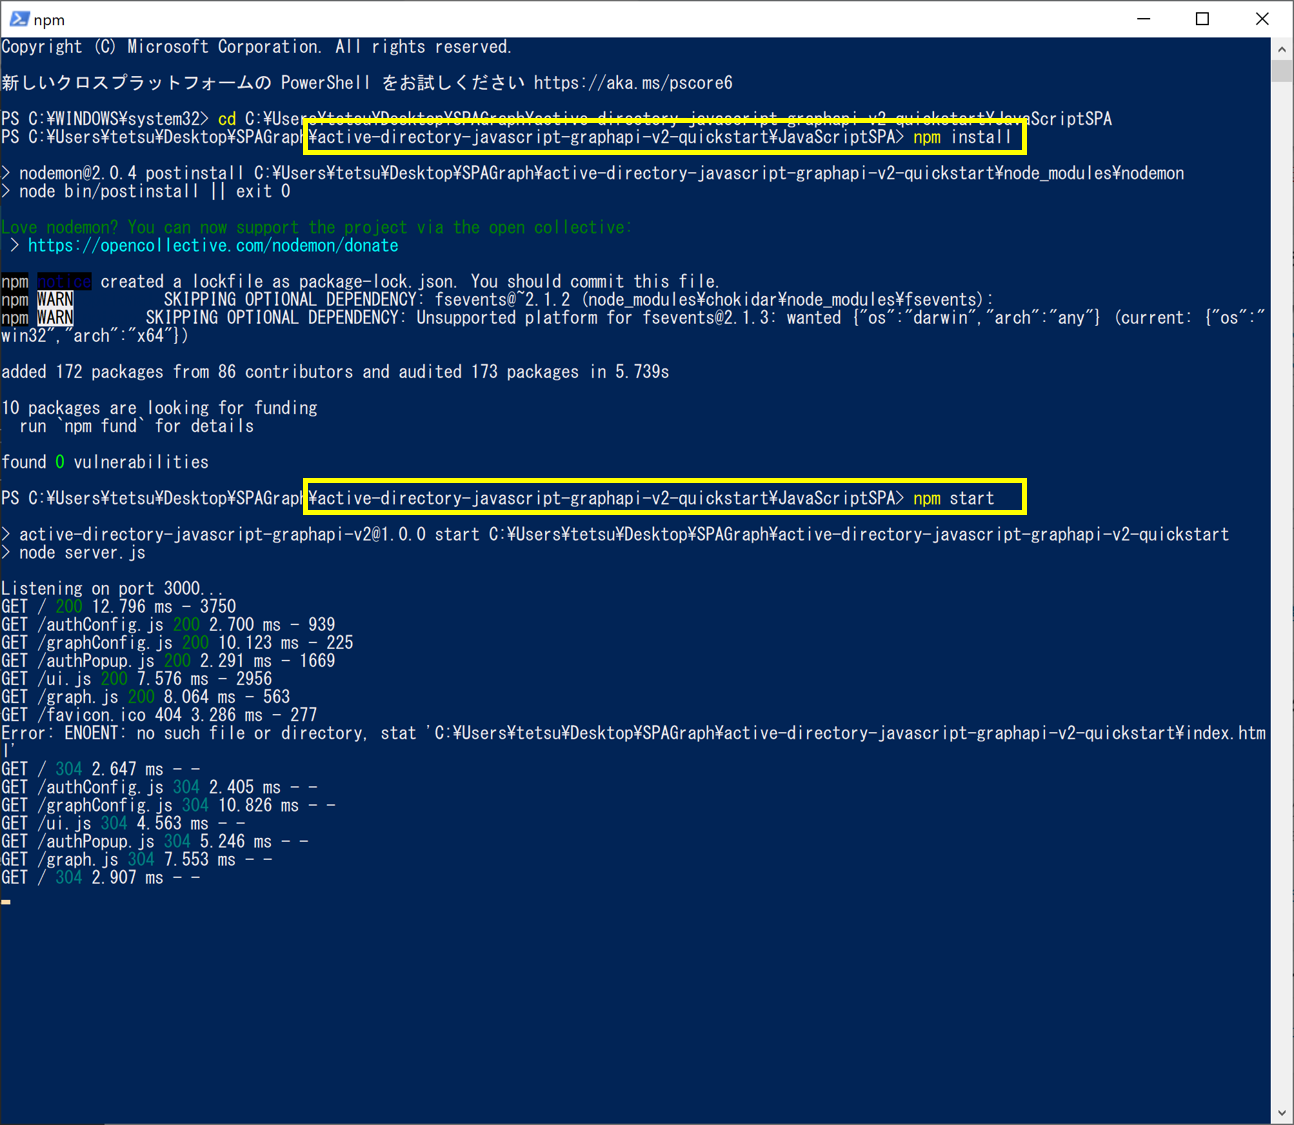 npm
Copyright (C) Microsoft Corporation. All rights reserved.
新しいクロスプラットフォームの PowerShell をお試しください https://aka.ms/pscore6
PS C:¥WINDOWS¥system32> cd C:¥Users¥tetsu¥Desktop¥SPAGraph¥active-directory-javascript-graphapi-v2-quickstart¥JavaScriptSPA
PS C:¥Users¥tetsu¥Desktop¥SPAGraph¥active-directory-javascript-graphapi-v2-quickstart¥JavaScriptSPA> npm install
> nodemon@2.0.4 postinstall C:¥Users¥tetsu¥Desktop¥SPAGraph¥active-directory-javascript-graphapi-v2-quickstart¥node_modules¥nodemon
> node bin/postinstall || exit 0
Love nodemon? You can now support the project via the open collective:
 > https://opencollective.com/nodemon/donate
npm notice created a lockfile as package-lock.json. You should commit this file.
npm WARN SKIPPING OPTIONAL DEPENDENCY: fsevents@~2.1.2 (node_modules¥chokidar¥node_modules¥fsevents):
npm WARN SKIPPING OPTIONAL DEPENDENCY: Unsupported platform for fsevents@2.1.3: wanted {"os":"darwin","arch":"any"} (current: {"os":"
win32","arch":"x64"})
added 172 packages from 86 contributors and audited 173 packages in 5.739s
10 packages are looking for funding
  run `npm fund` for details
found 0 vulnerabilities
PS C:¥Users¥tetsu¥Desktop¥SPAGraph¥active-directory-javascript-graphapi-v2-quickstart¥JavaScriptSPA> npm start
> active-directory-javascript-graphapi-v2@1.0.0 start C:¥Users¥tetsu¥Desktop¥SPAGraph¥active-directory-javascript-graphapi-v2-quickstart
> node server.js
Listening on port 3000...
GET / 200 12.796 ms - 3750
GET /authConfig.js 200 2.700 ms - 939
GET /graphConfig.js 200 10.123 ms - 225
GET /authPopup.js 200 2.291 ms - 1669
GET /ui.js 200 7.576 ms - 2956
GET /graph.js 200 8.064 ms - 563
GET /favicon.ico 404 3.286 ms - 277
Error: ENOENT: no such file or directory, stat 'C:¥Users¥tetsu¥Desktop¥SPAGraph¥active-directory-javascript-graphapi-v2-quickstart¥index.htm
l'
GET / 304 2.647 ms - -
GET /authConfig.js 304 2.405 ms - -
GET /graphConfig.js 304 10.826 ms - -
GET /ui.js 304 4.563 ms - -
GET /authPopup.js 304 5.246 ms - -
GET /graph.js 304 7.553 ms - -
GET / 304 2.907 ms - -